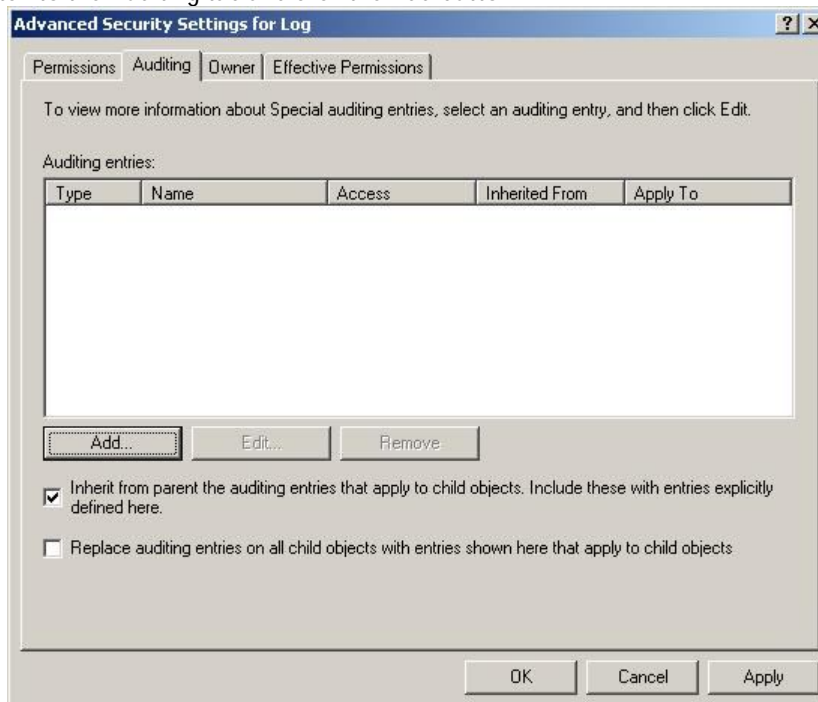 Advanced Security Settings for Log
Permissions Auditing Owner Effective Permissions
To view more information about Special auditing entries, select an auditing entry, and then click Edit.
Auditing entries:
Type Name Access Inherited From Apply To
Add... Edit... Remove
Inherit from parent the auditing entries that apply to child objects. Include these with entries explicitly
defined here.
Replace auditing entries on all child objects with entries shown here that apply to child objects
OK Cancel Apply